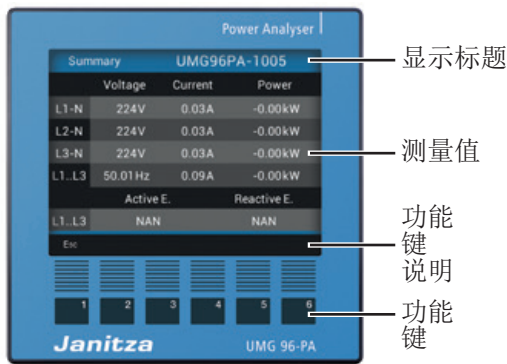 Power Analyser
Summary UMG96PA-1005
Voltage Current Power
L1-N 224V 0.03A -0.00kW
L2-N 224V 0.03A -0.00kW
L3-N 224V 0.03A -0.00kW
L1..L3 50.01Hz 0.09A -0.00kW
Active E. Reactive E.
L1..L3 NAN NAN
Esc
1 2 3 4 5 6
Janitza UMG 96-PA
显示标题
测量值
功能
键
说明
功能
键